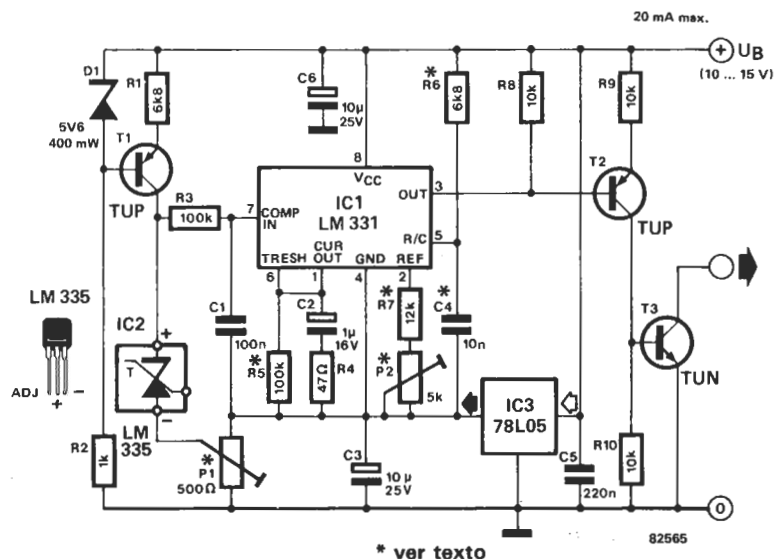 20 mA max.
+ UB
(10 ... 15 V)
D1
5V6
400 mW
R1
6k8
T1
TUP
C6
10µ
25V
* R6
6k8
R8
10k
R9
10k
T2
TUP
R3
100k
8
VCC
IC1
LM 331
7
COMP
IN
OUT
3
R/C
5
TRESH
CUR
OUT
GND
REF
6
1
4
2
LM 335
ADJ
+
−
IC2
+
T
−
LM
335
C1
100n
C2
1µ
16V
* R5
100k
R4
47Ω
* R7
12k
* P2
5k
* C4
10n
T3
TUN
IC3
78L05
R2
1k
* P1
500Ω
C3
10 µ
25V
C5
220n
R10
10k
0
82565
* ver texto